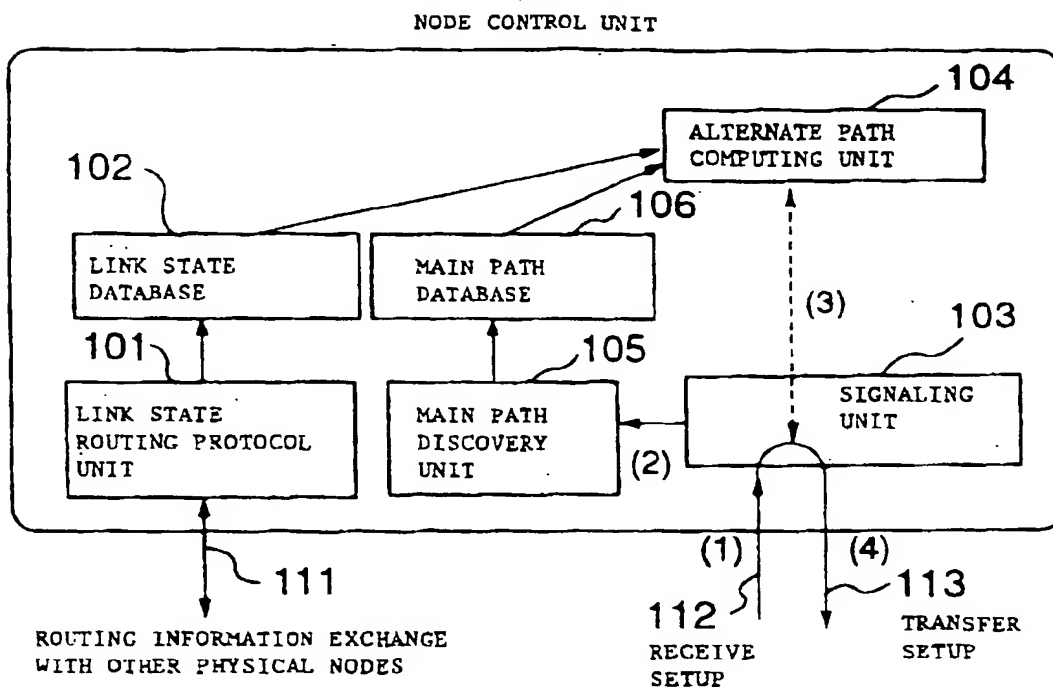 NODE CONTROL UNIT
104
ALTERNATE PATH
COMPUTING UNIT
102
106
LINK STATE
DATABASE
MAIN PATH
DATABASE
(3)
103
101
105
LINK STATE
ROUTING PROTOCOL
UNIT
MAIN PATH
DISCOVERY
UNIT
(2)
SIGNALING
UNIT
(1)
(4)
111
112
113
ROUTING INFORMATION EXCHANGE
WITH OTHER PHYSICAL NODES
RECEIVE
SETUP
TRANSFER
SETUP